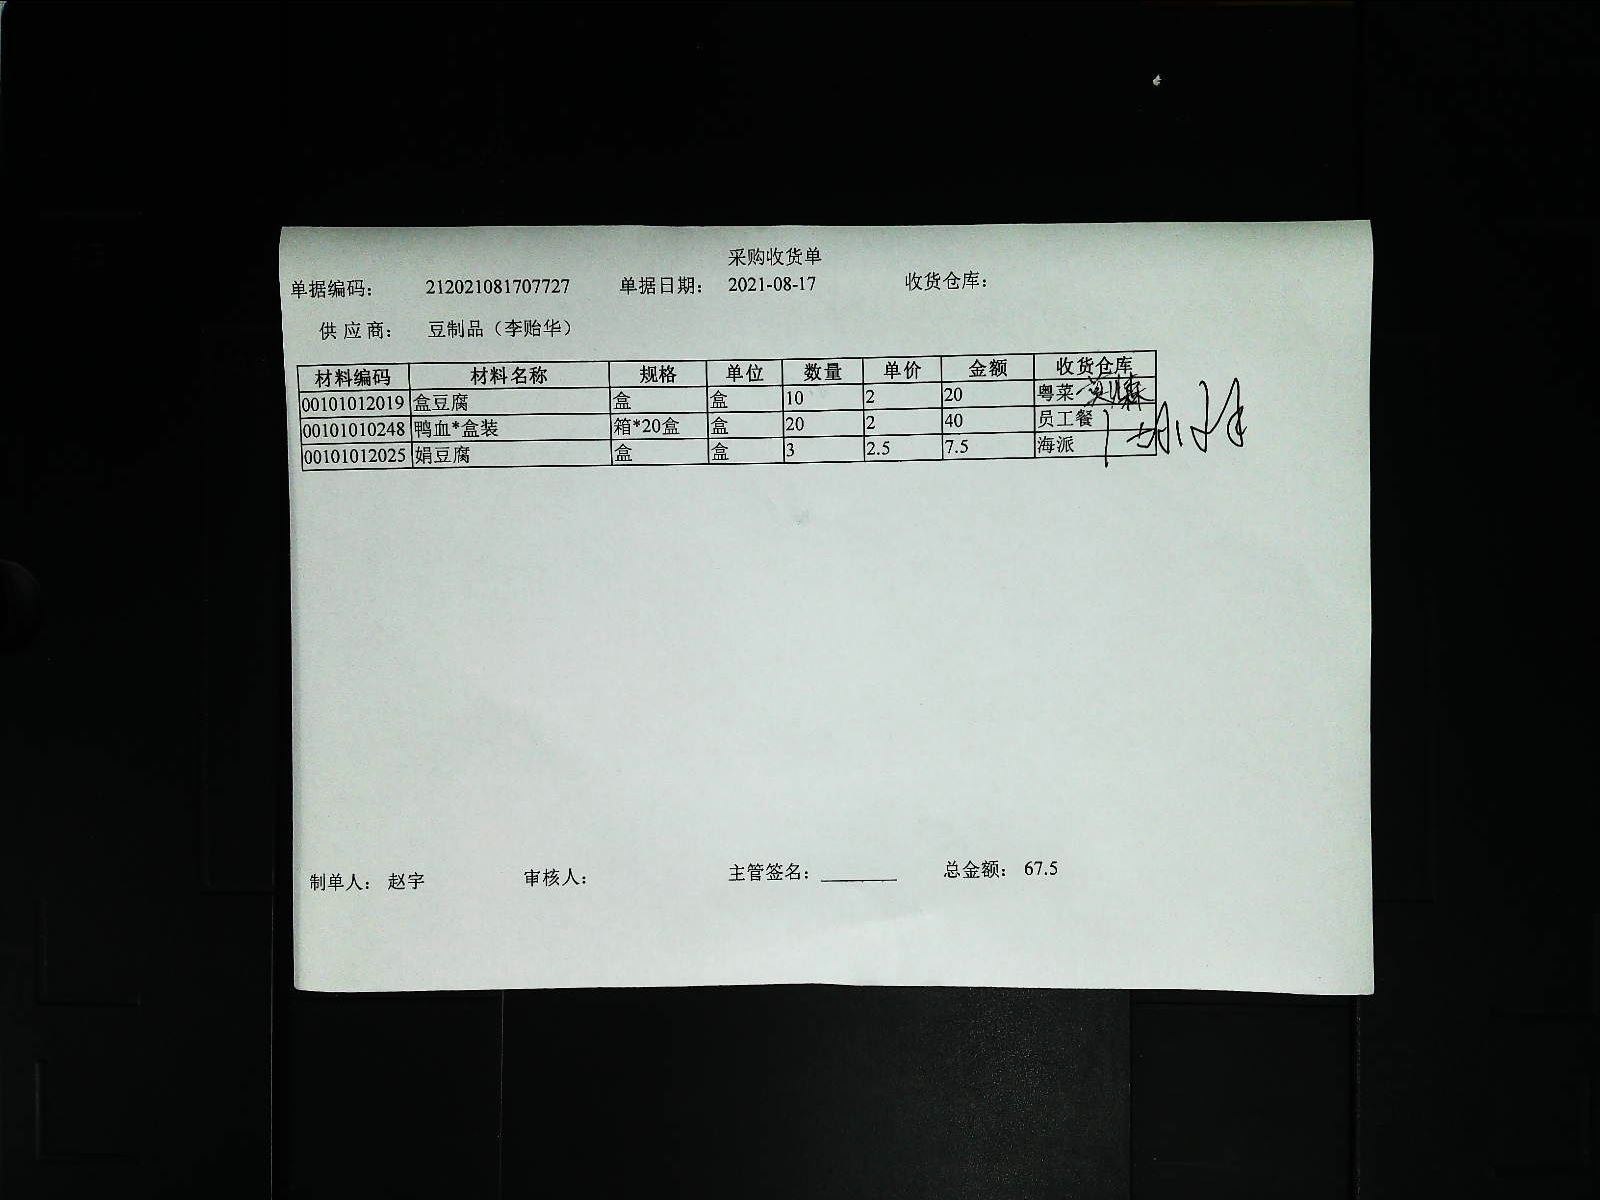 采购收货单
单据编码： 212021081707727 单据日期： 2021-08-17 收货仓库：
供应商： 豆制品（李贻华）
材料编码 材料名称 规格 单位 数量 单价 金额 收货仓库
00101012019 盒豆腐 盒 盒 10 2 20 粤菜
00101010248 鸭血*盒装 箱*20盒 盒 20 2 40 员工餐
00101012025 娟豆腐 盒 盒 3 2.5 7.5 海派
制单人： 赵宇 审核人： 主管签名： 总金额： 67.5